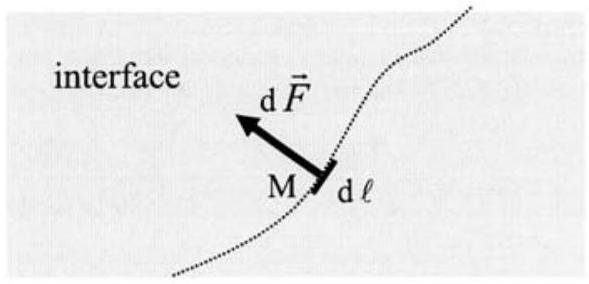 interface
d F⃗
M
d ℓ